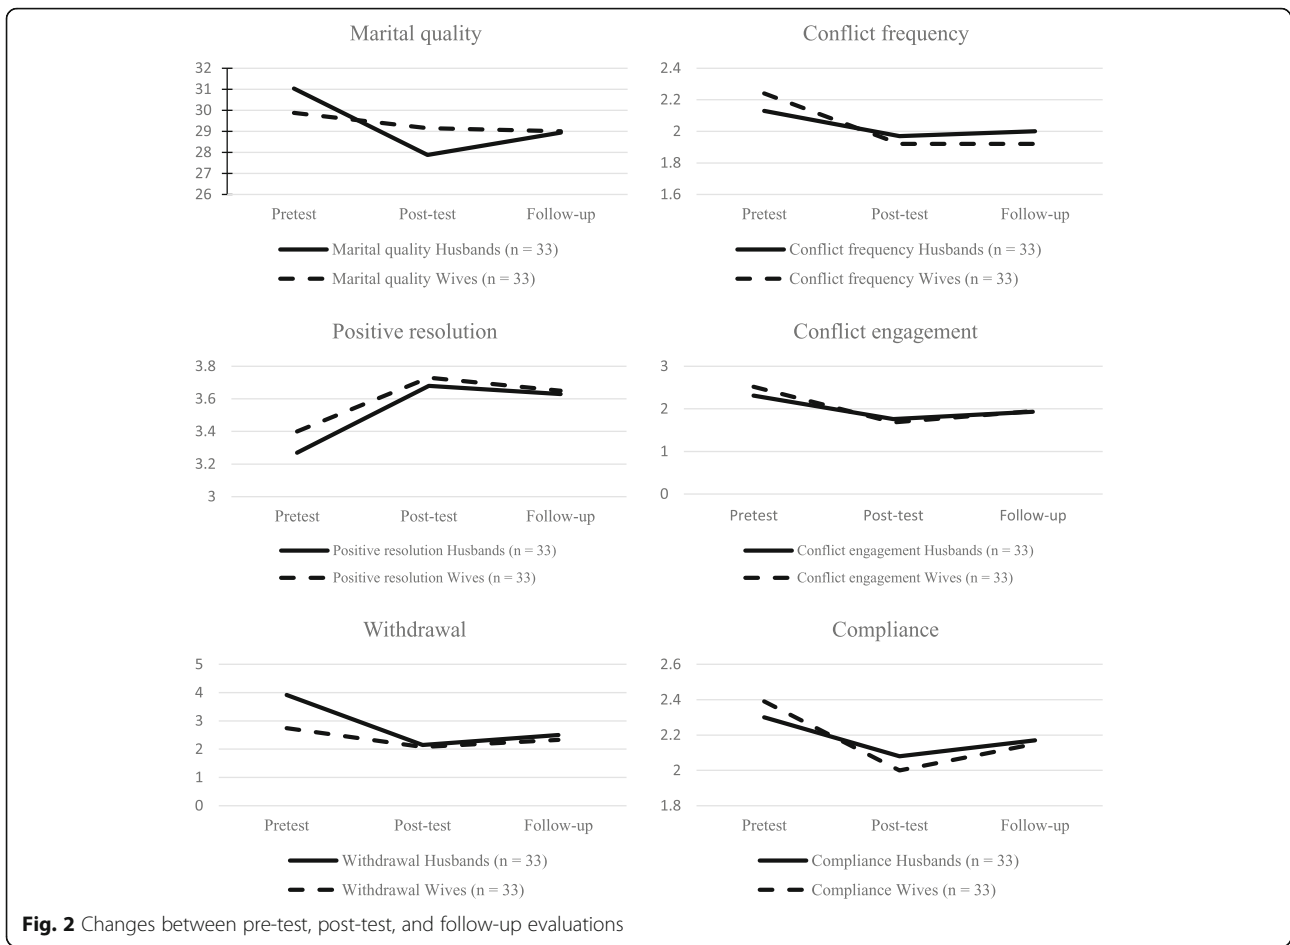 Marital quality
32
31
30
29
28
27
26
Pretest Post-test Follow-up
Marital quality Husbands (n = 33)
Marital quality Wives (n = 33)
Conflict frequency
2.4
2.2
2
1.8
1.6
Pretest Post-test Follow-up
Conflict frequency Husbands (n = 33)
Conflict frequency Wives (n = 33)
Positive resolution
3.8
3.6
3.4
3.2
3
Pretest Post-test Follow-up
Positive resolution Husbands (n = 33)
Positive resolution Wives (n = 33)
Conflict engagement
3
2
1
0
Pretest Post-test Follow-up
Conflict engagement Husbands (n = 33)
Conflict engagement Wives (n = 33)
Withdrawal
5
4
3
2
1
0
Pretest Post-test Follow-up
Withdrawal Husbands (n = 33)
Withdrawal Wives (n = 33)
Compliance
2.6
2.4
2.2
2
1.8
Pretest Post-test Follow-up
Compliance Husbands (n = 33)
Compliance Wives (n = 33)
Fig. 2 Changes between pre-test, post-test, and follow-up evaluations